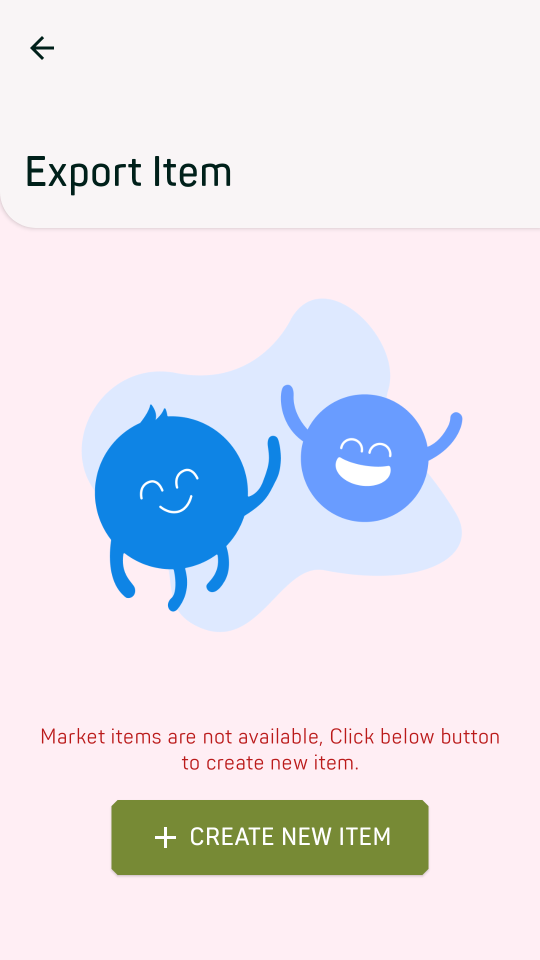 Export Item
Market items are not available, Click below button
to create new item.
CREATE NEW ITEM